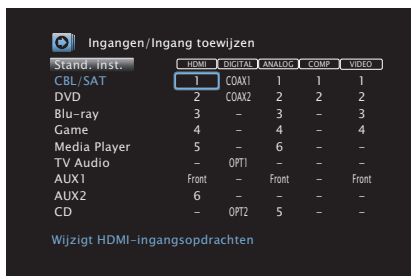 Ingangen/Ingang toewijzen
Stand. inst. HDMI DIGITAL ANALOG COMP VIDEO
CBL/SAT 1 COAX1 1 1 1
DVD 2 COAX2 2 2 2
Blu-ray 3 – 3 – 3
Game 4 – 4 – 4
Media Player 5 – 6 – –
TV Audio – OPT1 – – –
AUX1 Front – Front – Front
AUX2 6 – – – –
CD – OPT2 5 – –
Wijzigt HDMI-ingangsopdrachten